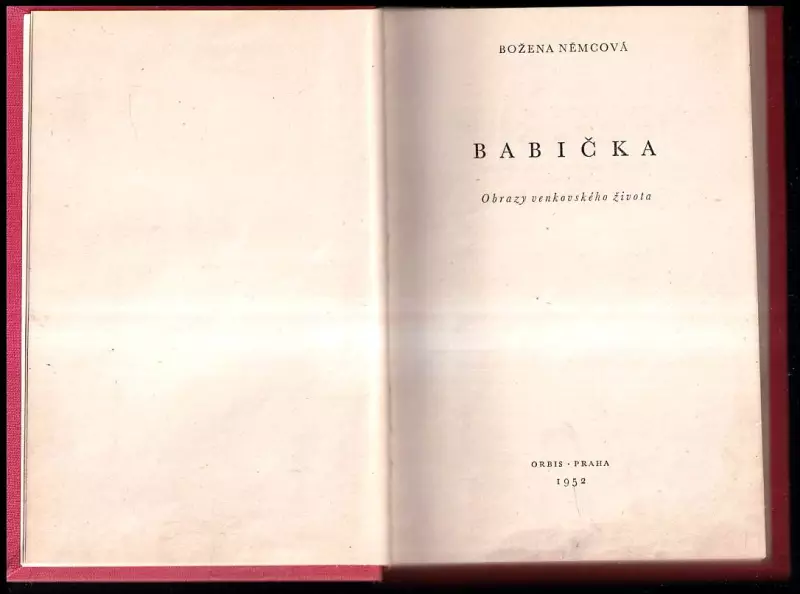 BOŽENA NĚMCOVÁ
BABIČKA
Obrazy venkovského života
ORBIS · PRAHA
1952